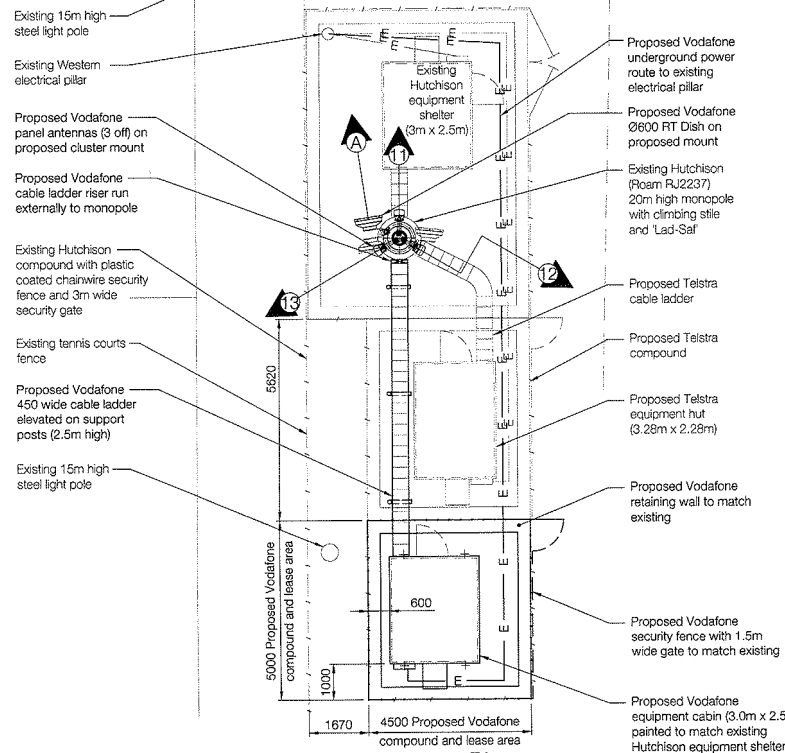 Existing 15m high
steel light pole
Existing Western
electrical pillar
Proposed Vodafone
panel antennas (3 off) on
proposed cluster mount
Proposed Vodafone
cable ladder riser run
externally to monopole
Existing Hutchison
compound with plastic
coated chainwire security
fence and 3m wide
security gate
Existing tennis courts
fence
Proposed Vodafone
450 wide cable ladder
elevated on support
posts (2.5m high)
Existing 15m high
steel light pole
Existing
Hutchison
equipment
shelter
(3m x 2.5m)
E
E
E
E
A
11
12
13
E
E
E
E
E
E
E
E
E
E
E
E
E
E
5620
5000 Proposed Vodafone
compound and lease area
600
1000
E
1670
4500 Proposed Vodafone
compound and lease area
Proposed Vodafone
underground power
route to existing
electrical pillar
Proposed Vodafone
Ø600 RT Dish on
proposed mount
Existing Hutchison
(Roam RJ2237)
20m high monopole
with climbing stile
and 'Lad-Saf'
Proposed Telstra
cable ladder
Proposed Telstra
compound
Proposed Telstra
equipment hut
(3.28m x 2.28m)
Proposed Vodafone
retaining wall to match
existing
Proposed Vodafone
security fence with 1.5m
wide gate to match existing
Proposed Vodafone
equipment cabin (3.0m x 2.5
painted to match existing
Hutchison equipment shelter